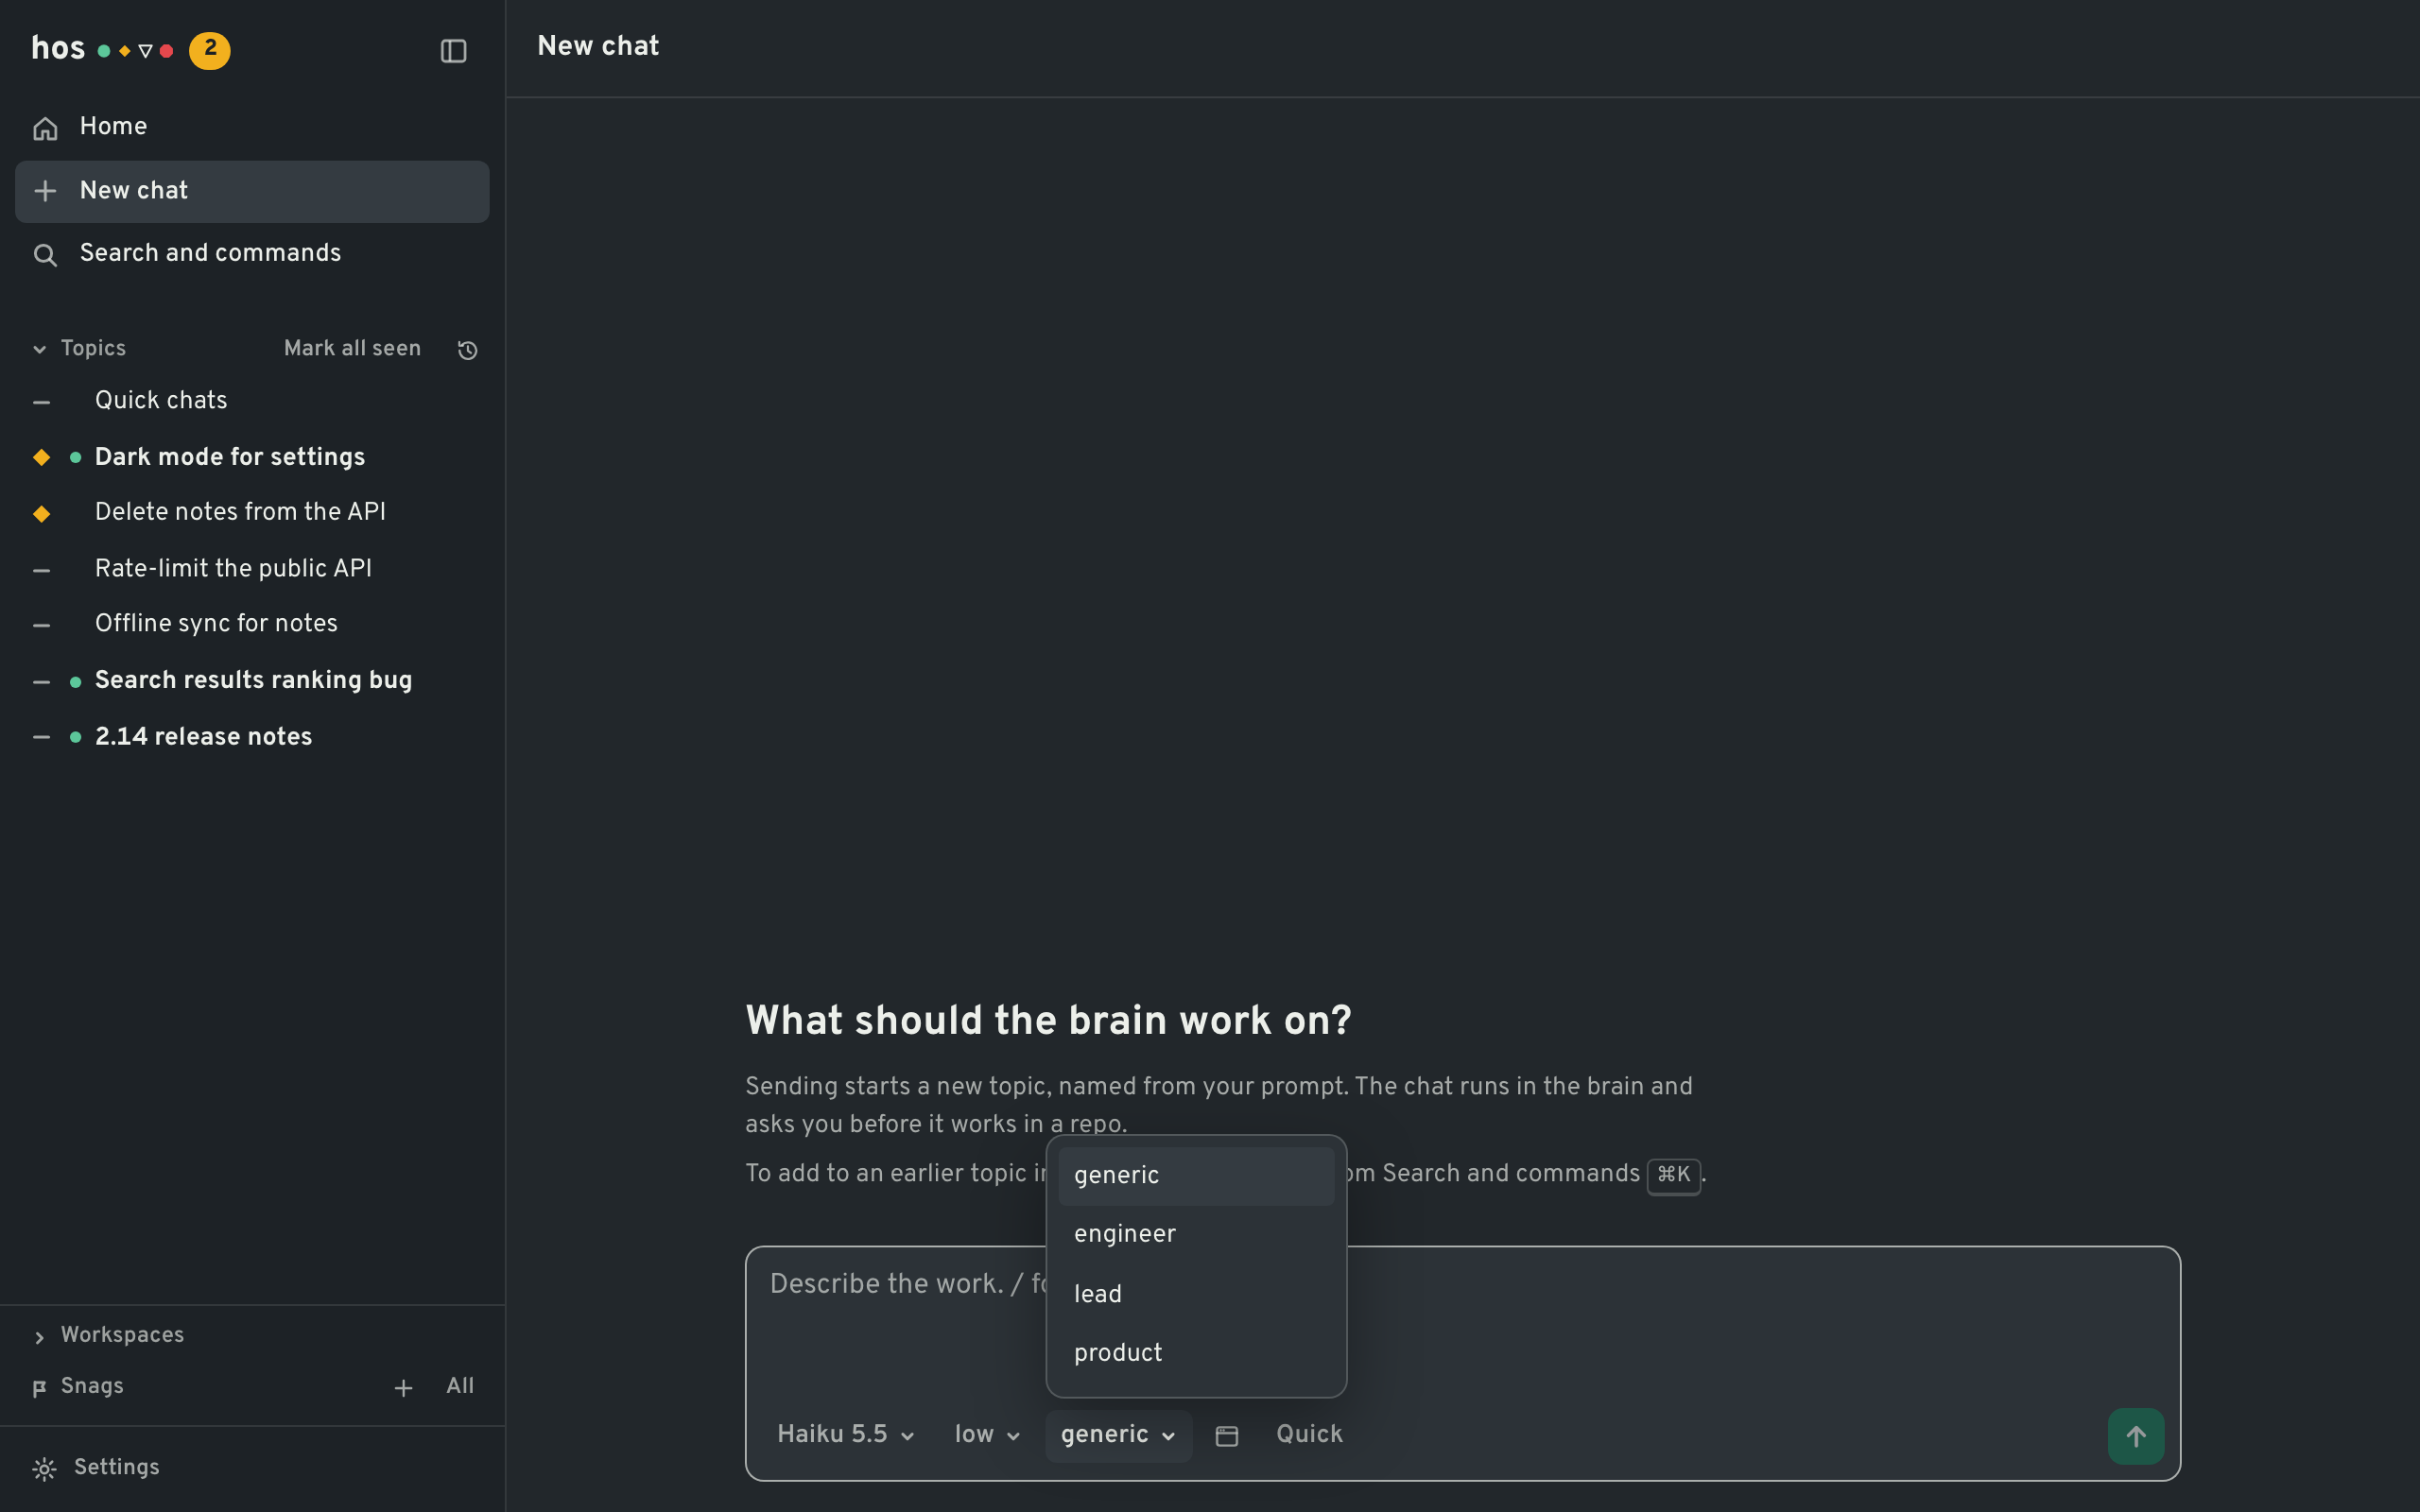 hos 2
Home
New chat
Search and commands
Topics Mark all seen
Quick chats
Dark mode for settings
Delete notes from the API
Rate-limit the public API
Offline sync for notes
Search results ranking bug
2.14 release notes
Workspaces
Snags All
Settings
New chat
What should the brain work on?
Sending starts a new topic, named from your prompt. The chat runs in the brain and
asks you before it works in a repo.
To add to an earlier topic Search and commands ⌘K.
generic
engineer
lead
product
Describe the work. /
Haiku 5.5 low generic Quick